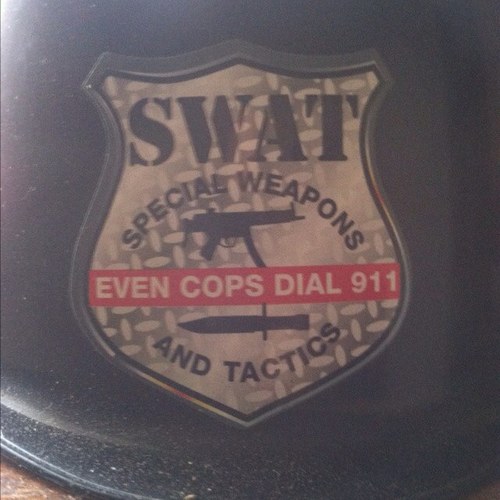 SWAT
SPECIAL WEAPONS
EVEN COPS DIAL 911
AND TACTICS